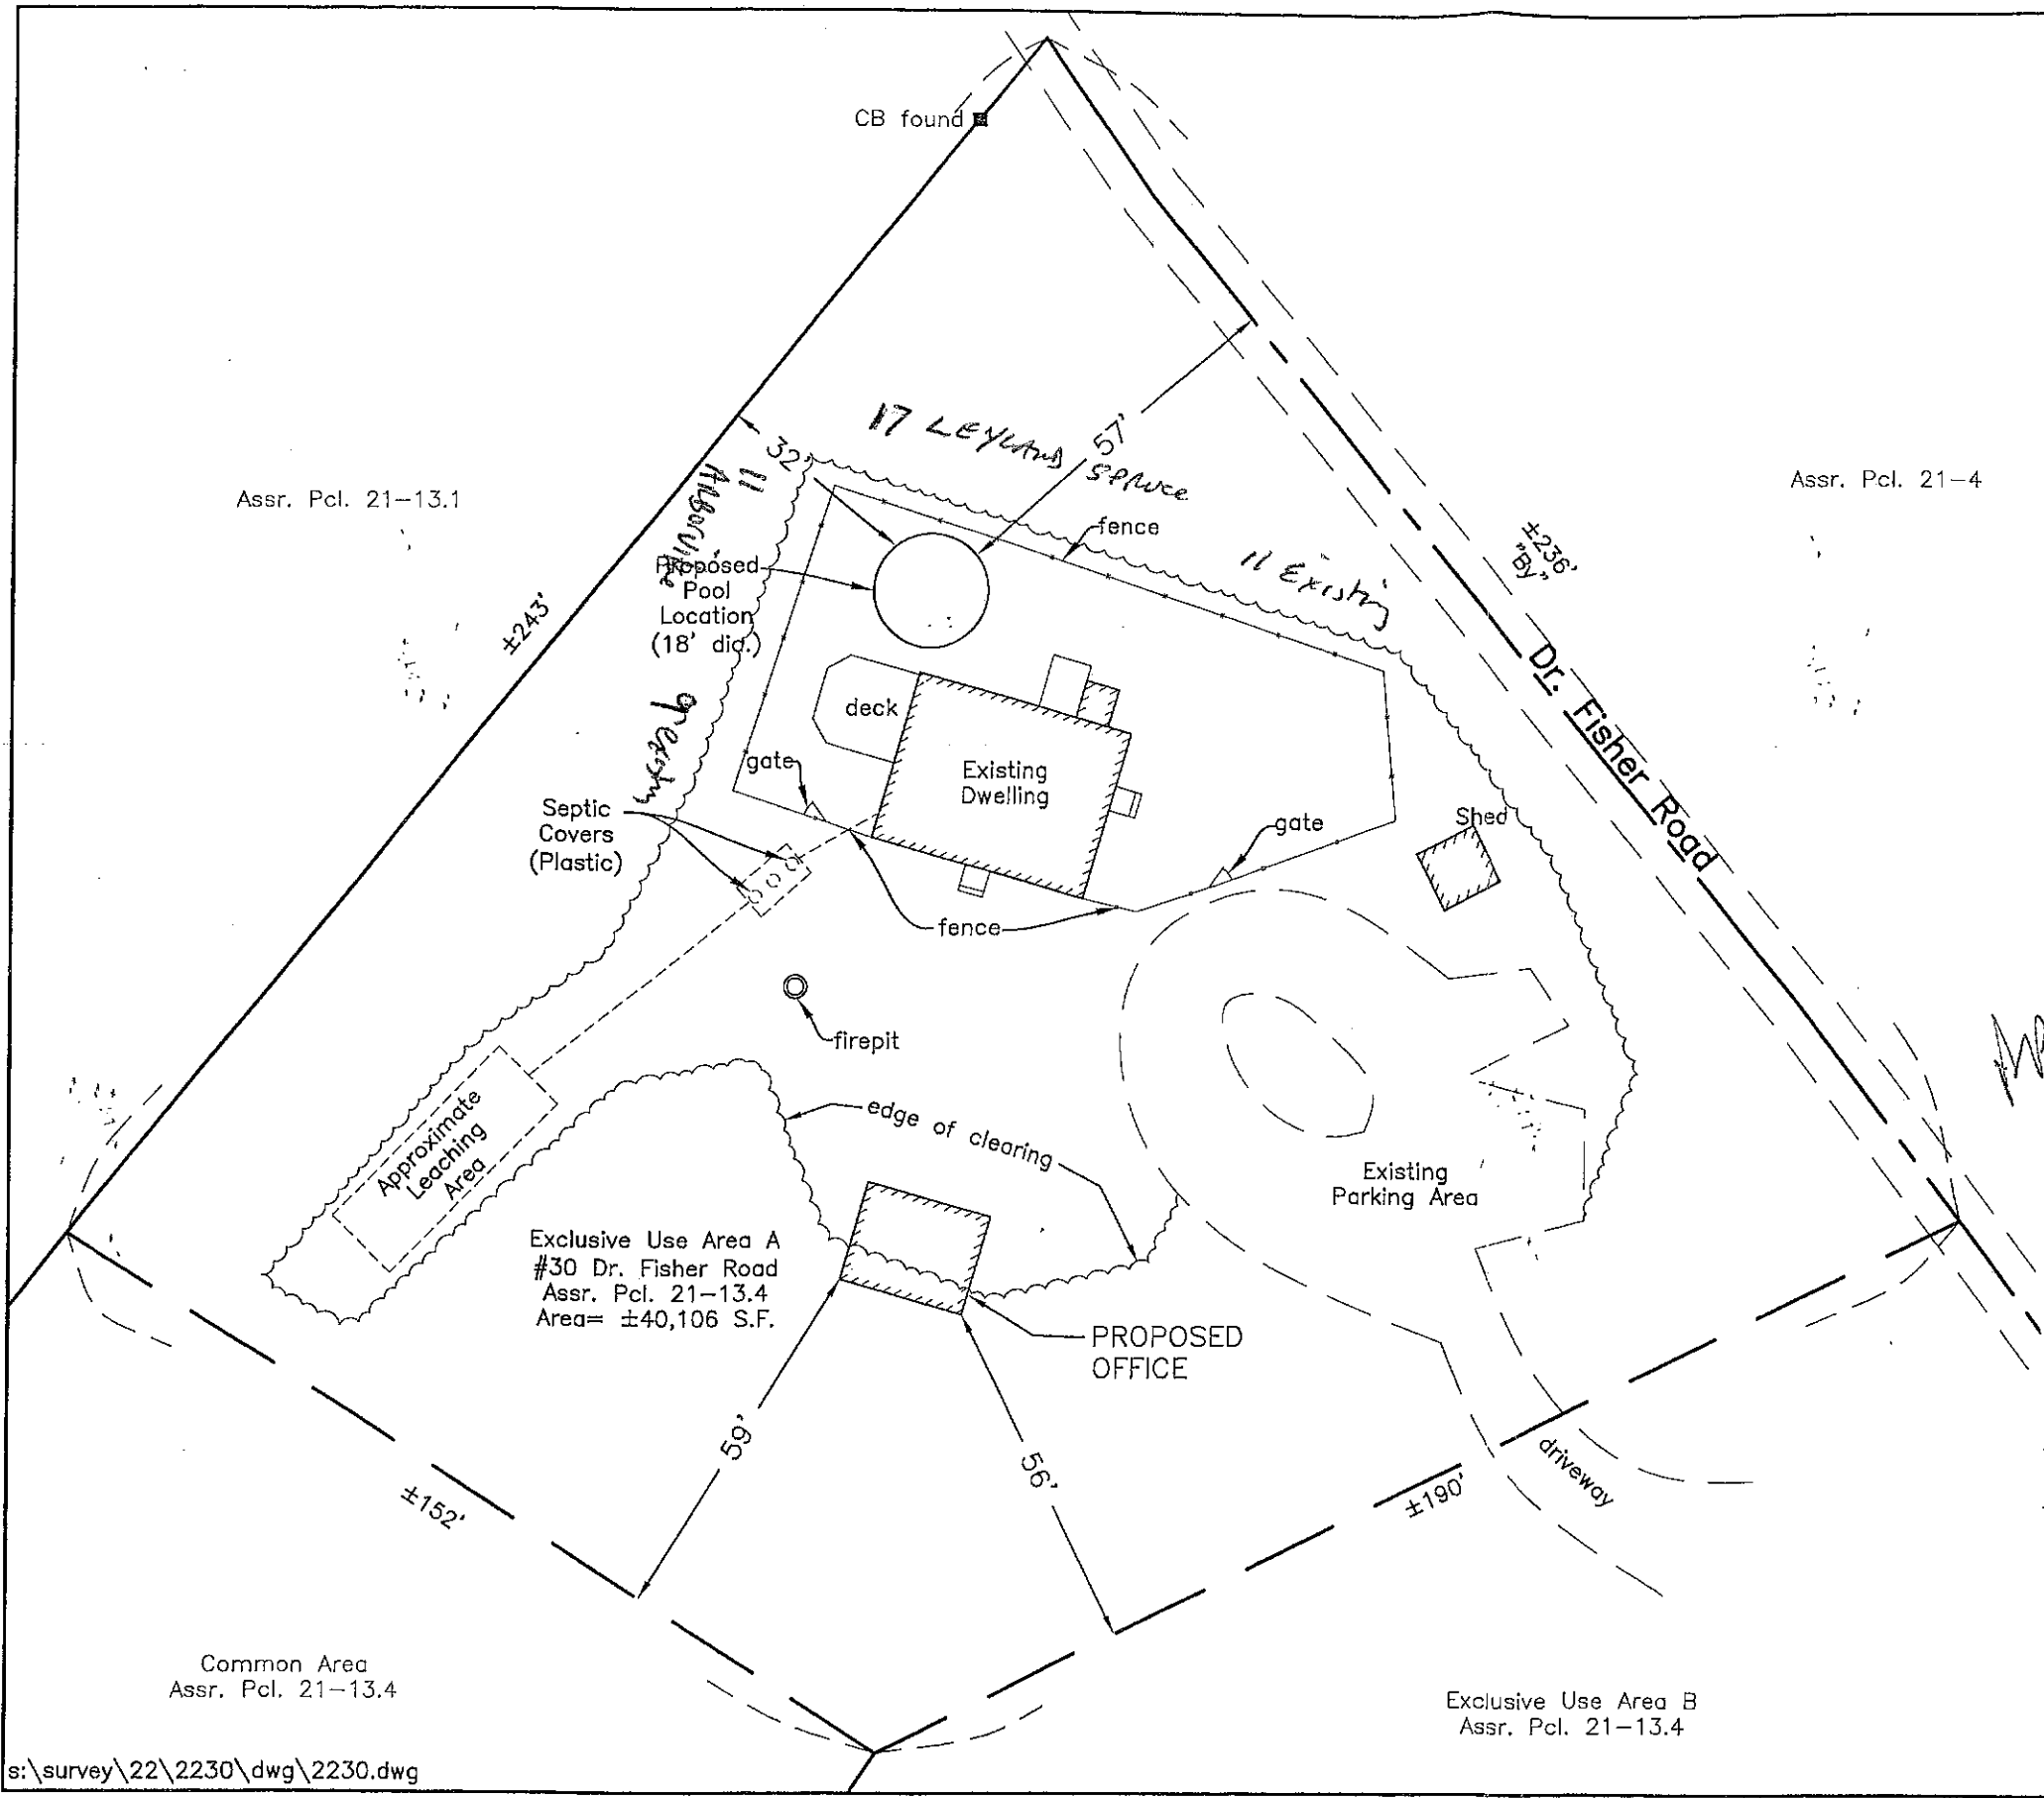 CB found
57'
17 LEYLAND
SPRUCE
32'
11
Arborvitae
Assr. Pcl. 21-13.1
Assr. Pcl. 21-4
fence
±236'
"By"
11 Existing
Proposed
Pool
Location
(18' dia.)
±243'
Dr. Fisher Road
9 existing
deck
gate
Existing
Dwelling
Septic
Covers
(Plastic)
Shed
gate
fence
firepit
edge of clearing
Approximate
Leaching
Area
Existing
Parking Area
Exclusive Use Area A
#30 Dr. Fisher Road
Assr. Pcl. 21-13.4
Area= ±40,106 S.F.
PROPOSED
OFFICE
59'
56'
±152'
±190'
driveway
Common Area
Assr. Pcl. 21-13.4
Exclusive Use Area B
Assr. Pcl. 21-13.4
s:\survey\22\2230\dwg\2230.dwg